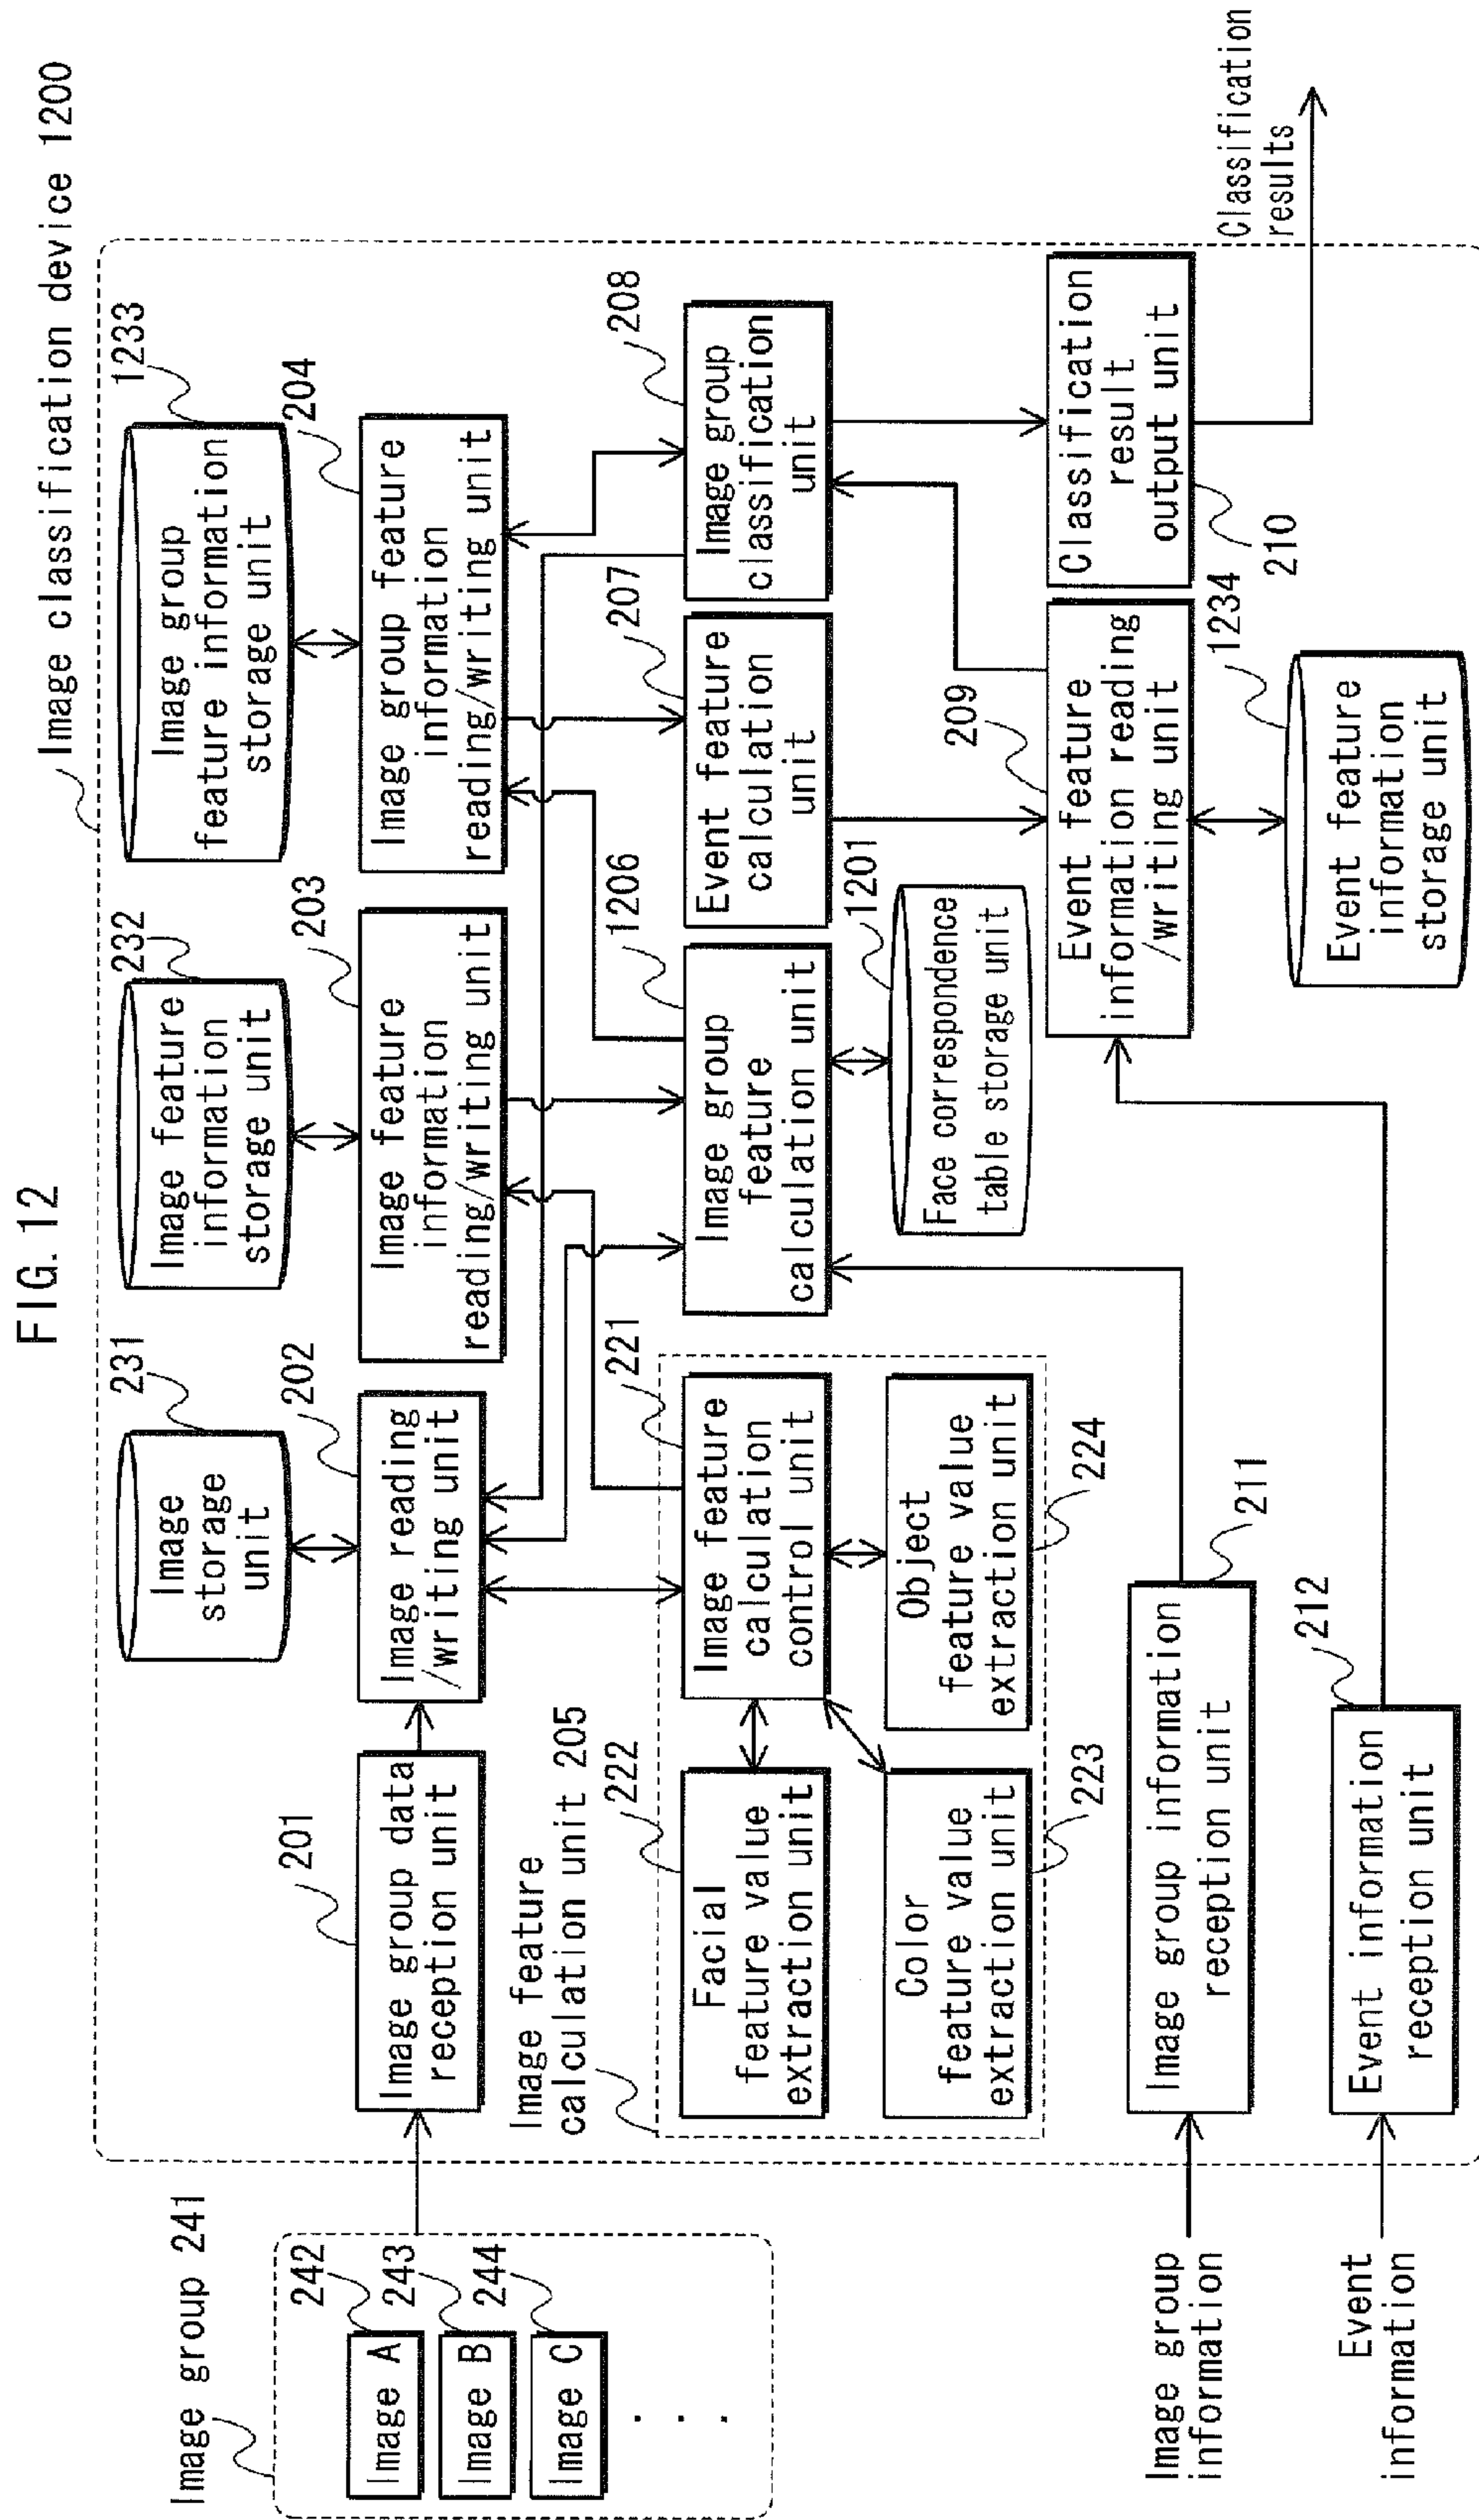 FIG. 12
Image classification device 1200
Image group 241
Image A
242
Image B
243
Image C
244
. . .
201
Image group data
reception unit
231
Image
storage
unit
202
Image reading
/writing unit
232
Image feature
information
storage unit
203
Image feature
information
reading/writing unit
1233
Image group
feature information
storage unit
204
Image group feature
information
reading/writing unit
Image feature
calculation unit 205
222
Facial
feature value
extraction unit
221
Image feature
calculation
control unit
Color
feature value
extraction unit
223
Object
feature value
extraction unit
224
1206
Image group
feature
calculation unit
207
Event feature
calculation
unit
208
Image group
classification
unit
1201
Face correspondence
table storage unit
209
Event feature
information reading
/writing unit
Classification
result
output unit
210
Classification
results
1234
Event feature
information
storage unit
Image group
information
Image group information
reception unit
211
Event
information
Event information
reception unit
212